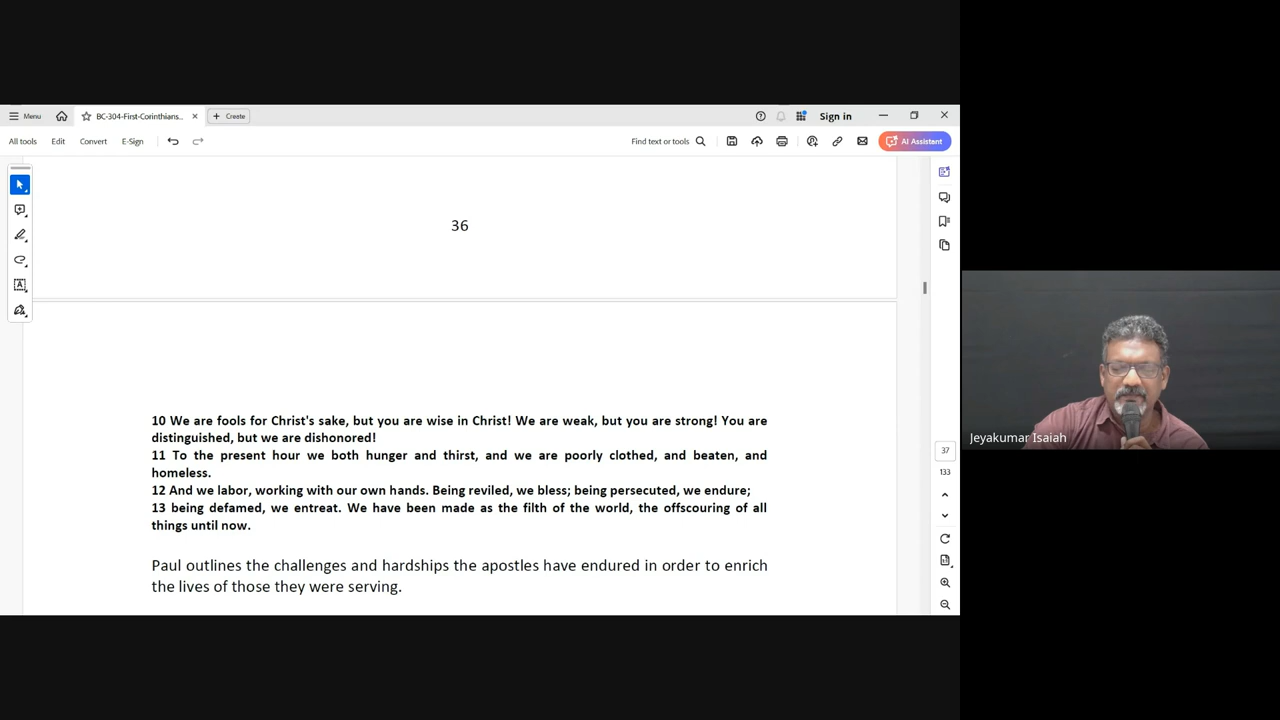 Menu
BC-304-First-Corinthians...
Create
Sign in
All tools
Edit
Convert
E-Sign
Find text or tools
AI Assistant
36
10 We are fools for Christ's sake, but you are wise in Christ! We are weak, but you are strong! You are
distinguished, but we are dishonored!
11 To the present hour we both hunger and thirst, and we are poorly clothed, and beaten, and
homeless.
12 And we labor, working with our own hands. Being reviled, we bless; being persecuted, we endure;
13 being defamed, we entreat. We have been made as the filth of the world, the offscouring of all
things until now.
Paul outlines the challenges and hardships the apostles have endured in order to enrich
the lives of those they were serving.
37
133
Jeyakumar Isaiah